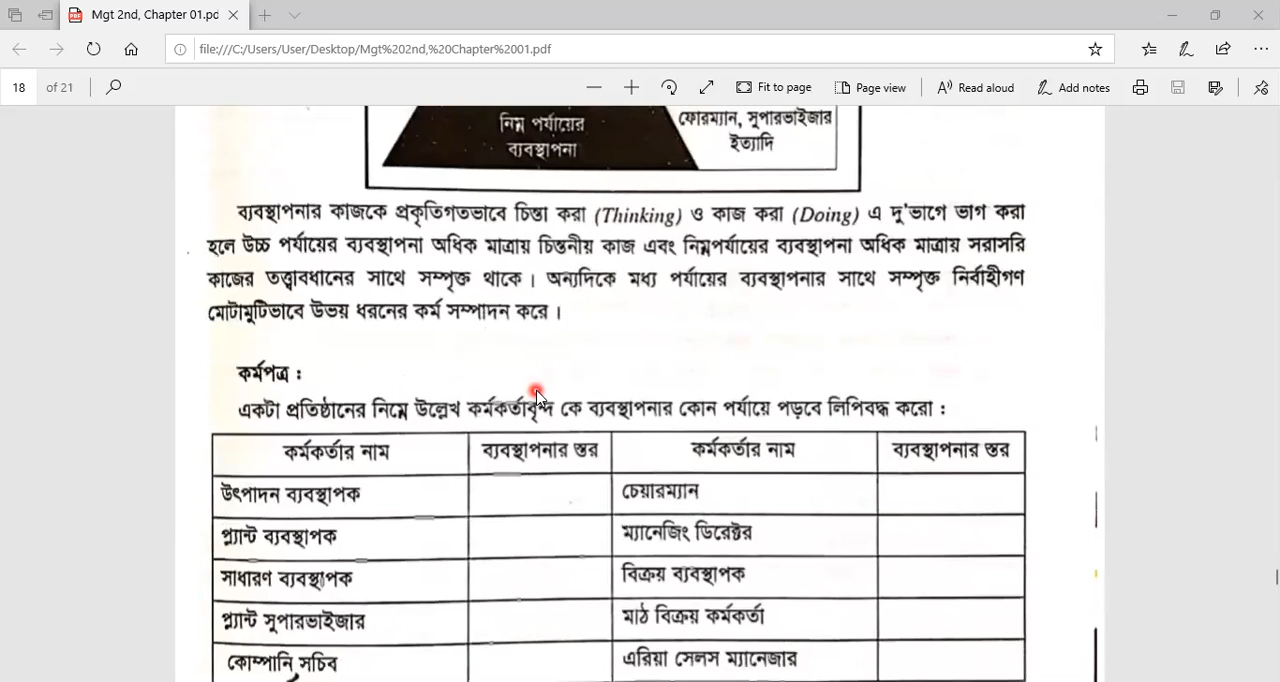 Mgt 2nd, Chapter 01.pd
file:///C:/Users/User/Desktop/Mgt%202nd,%20Chapter%2001.pdf
18 of 21 Fit to page Page view Read aloud Add notes
নিম্ন পর্যায়ের
ব্যবস্থাপনা
ফোরম্যান, সুপারভাইজার
ইত্যাদি
ব্যবস্থাপনার কাজকে প্রকৃতিগতভাবে চিন্তা করা (Thinking) ও কাজ করা (Doing) এ দু'ভাগে ভাগ করা
হলে উচ্চ পর্যায়ের ব্যবস্থাপনা অধিক মাত্রায় চিন্তনীয় কাজ এবং নিম্নপর্যায়ের ব্যবস্থাপনা অধিক মাত্রায় সরাসরি
কাজের তত্ত্বাবধানের সাথে সম্পৃক্ত থাকে। অন্যদিকে মধ্য পর্যায়ের ব্যবস্থাপনার সাথে সম্পৃক্ত নির্বাহীগণ
মোটামুটিভাবে উভয় ধরনের কর্ম সম্পাদন করে।
কর্মপত্র :
একটা প্রতিষ্ঠানের নিম্নে উল্লেখ কর্মকর্তাবৃন্দ কে ব্যবস্থাপনার কোন পর্যায়ে পড়বে লিপিবদ্ধ করো :
কর্মকর্তার নাম ব্যবস্থাপনার স্তর কর্মকর্তার নাম ব্যবস্থাপনার স্তর
উৎপাদন ব্যবস্থাপক চেয়ারম্যান
প্ল্যান্ট ব্যবস্থাপক ম্যানেজিং ডিরেক্টর
সাধারণ ব্যবস্থাপক বিক্রয় ব্যবস্থাপক
প্ল্যান্ট সুপারভাইজার মাঠ বিক্রয় কর্মকর্তা
কোম্পানি সচিব এরিয়া সেলস ম্যানেজার